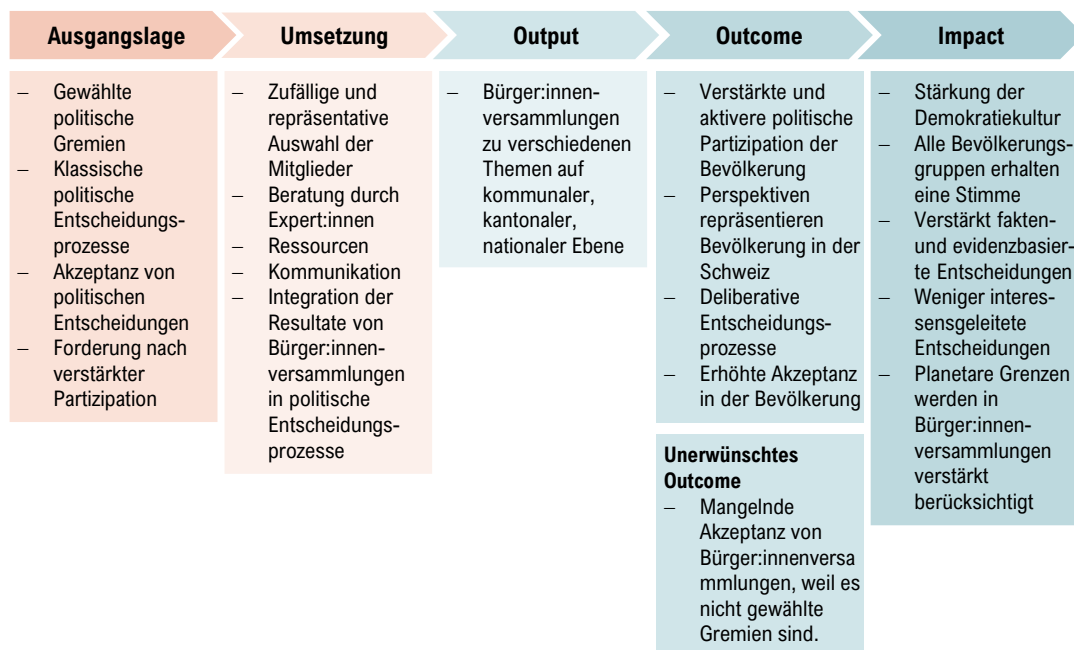 Ausgangslage
Umsetzung
Output
Outcome
Impact
– Gewählte
politische
Gremien
– Klassische
politische
Entscheidungs-
prozesse
– Akzeptanz von
politischen
Entscheidungen
– Forderung nach
verstärkter
Partizipation
– Zufällige und
repräsentative
Auswahl der
Mitglieder
– Beratung durch
Expert:innen
– Ressourcen
– Kommunikation
– Integration der
Resultate von
Bürger:innen-
versammlungen
in politische
Entscheidungs-
prozesse
– Bürger:innen-
versammlungen
zu verschiedenen
Themen auf
kommunaler,
kantonaler,
nationaler Ebene
– Verstärkte und
aktivere politische
Partizipation der
Bevölkerung
– Perspektiven
repräsentieren
Bevölkerung in der
Schweiz
– Deliberative
Entscheidungs-
prozesse
– Erhöhte Akzeptanz
in der Bevölkerung
Unerwünschtes
Outcome
– Mangelnde
Akzeptanz von
Bürger:innenversa
mmlungen, weil es
nicht gewählte
Gremien sind.
– Stärkung der
Demokratiekultur
– Alle Bevölkerungs-
gruppen erhalten
eine Stimme
– Verstärkt fakten-
und evidenzbasier-
te Entscheidungen
– Weniger interes-
sensgeleitete
Entscheidungen
– Planetare Grenzen
werden in
Bürger:innen-
versammlungen
verstärkt
berücksichtigt